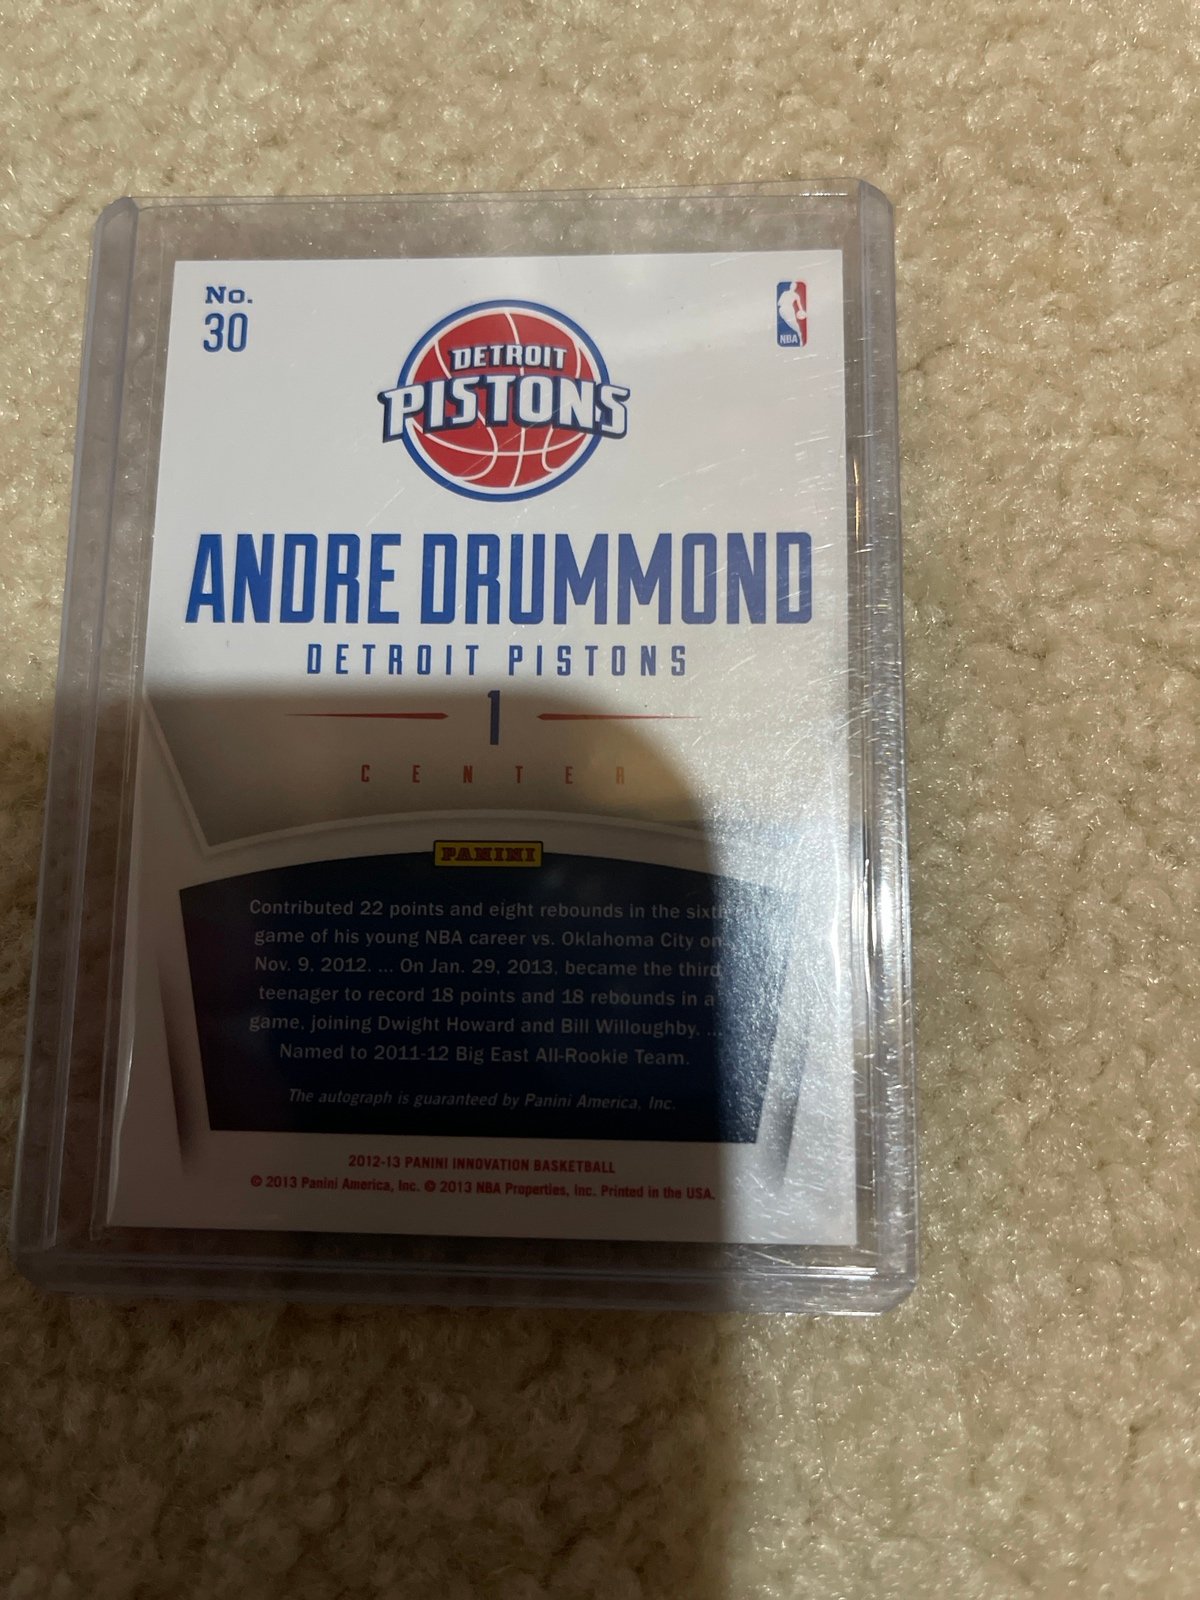 No.
30
NBA
DETROIT
PISTONS
ANDRE DRUMMOND
DETROIT PISTONS
1
CENTER
PANINI
Contributed 22 points and eight rebounds in the sixth
game of his young NBA career vs. Oklahoma City on
Nov. 9, 2012. ... On Jan. 29, 2013, became the third
teenager to record 18 points and 18 rebounds in a
game, joining Dwight Howard and Bill Willoughby. ...
Named to 2011-12 Big East All-Rookie Team.
The autograph is guaranteed by Panini America, Inc.
2012-13 PANINI INNOVATION BASKETBALL
© 2013 Panini America, Inc. © 2013 NBA Properties, Inc. Printed in the USA.